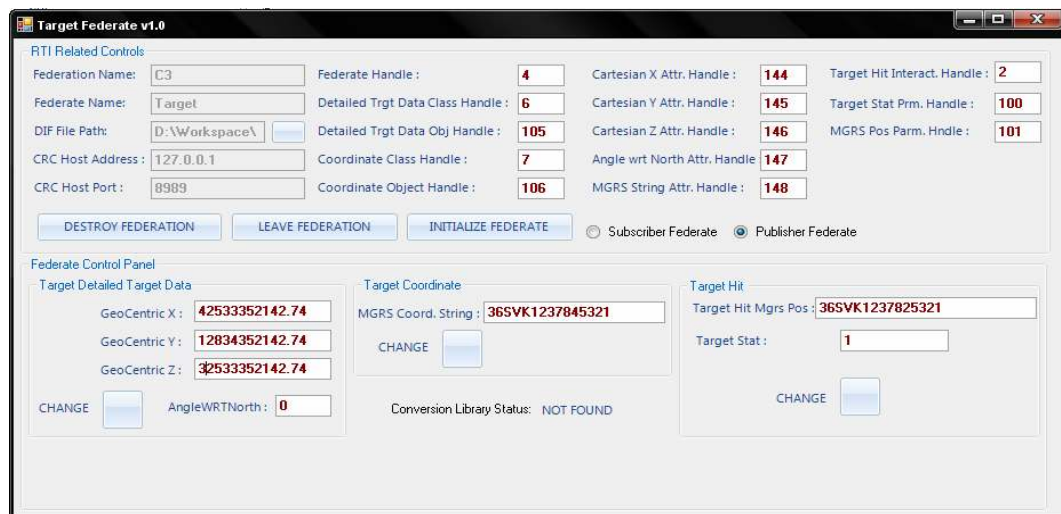 Target Federate v1.0
RTI Related Controls
Federation Name: C3 Federate Handle : 4 Cartesian X Attr. Handle : 144 Target Hit Interact. Handle : 2
Federate Name: Target Detailed Trgt Data Class Handle : 6 Cartesian Y Attr. Handle : 145 Target Stat Prm. Handle : 100
DIF File Path: D:\Workspace\ Detailed Trgt Data Obj Handle : 105 Cartesian Z Attr. Handle : 146 MGRS Pos Parm. Hndle : 101
CRC Host Address : 127.0.0.1 Coordinate Class Handle : 7 Angle wrt North Attr. Handle 147
CRC Host Port : 8989 Coordinate Object Handle : 106 MGRS String Attr. Handle : 148
DESTROY FEDERATION LEAVE FEDERATION INITIALIZE FEDERATE Subscriber Federate Publisher Federate
Federate Control Panel
Target Detailed Target Data Target Coordinate Target Hit
GeoCentric X : 42533352142.74 MGRS Coord. String : 36SVK1237845321 Target Hit Mgrs Pos : 36SVK1237825321
GeoCentric Y : 12834352142.74 CHANGE Target Stat : 1
GeoCentric Z : 32533352142.74
CHANGE AngleWRTNorth : 0 Conversion Library Status: NOT FOUND CHANGE